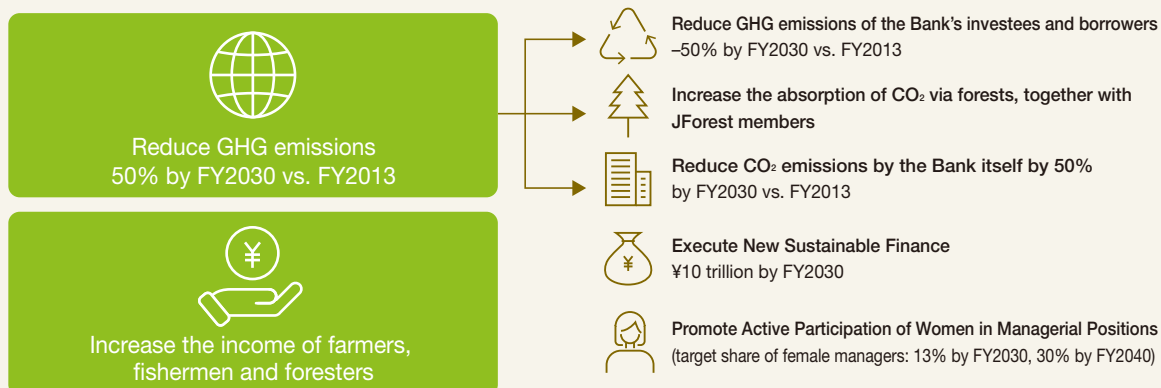 Reduce GHG emissions
50% by FY2030 vs. FY2013
Reduce GHG emissions of the Bank's investees and borrowers
–50% by FY2030 vs. FY2013
Increase the absorption of CO₂ via forests, together with
JForest members
Reduce CO₂ emissions by the Bank itself by 50%
by FY2030 vs. FY2013
¥
Increase the income of farmers,
fishermen and foresters
¥
Execute New Sustainable Finance
¥10 trillion by FY2030
Promote Active Participation of Women in Managerial Positions
(target share of female managers: 13% by FY2030, 30% by FY2040)